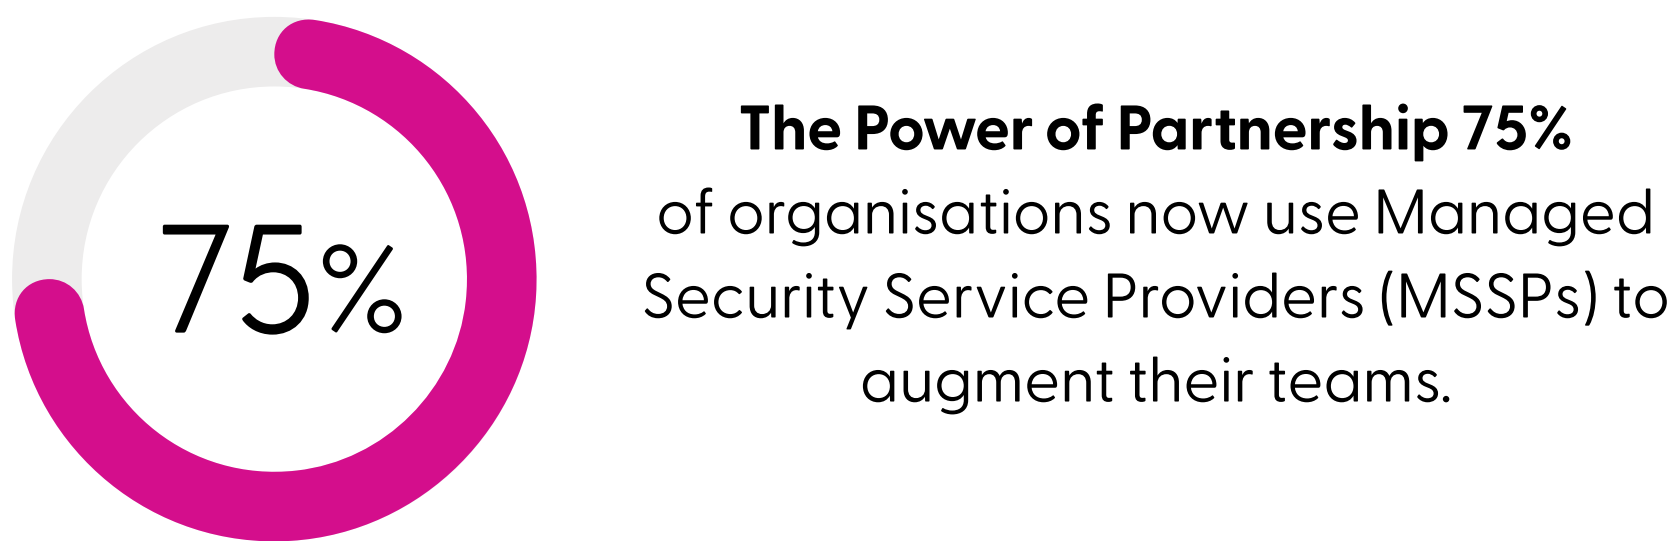 75%
The Power of Partnership 75%
of organisations now use Managed
Security Service Providers (MSSPs) to
augment their teams.